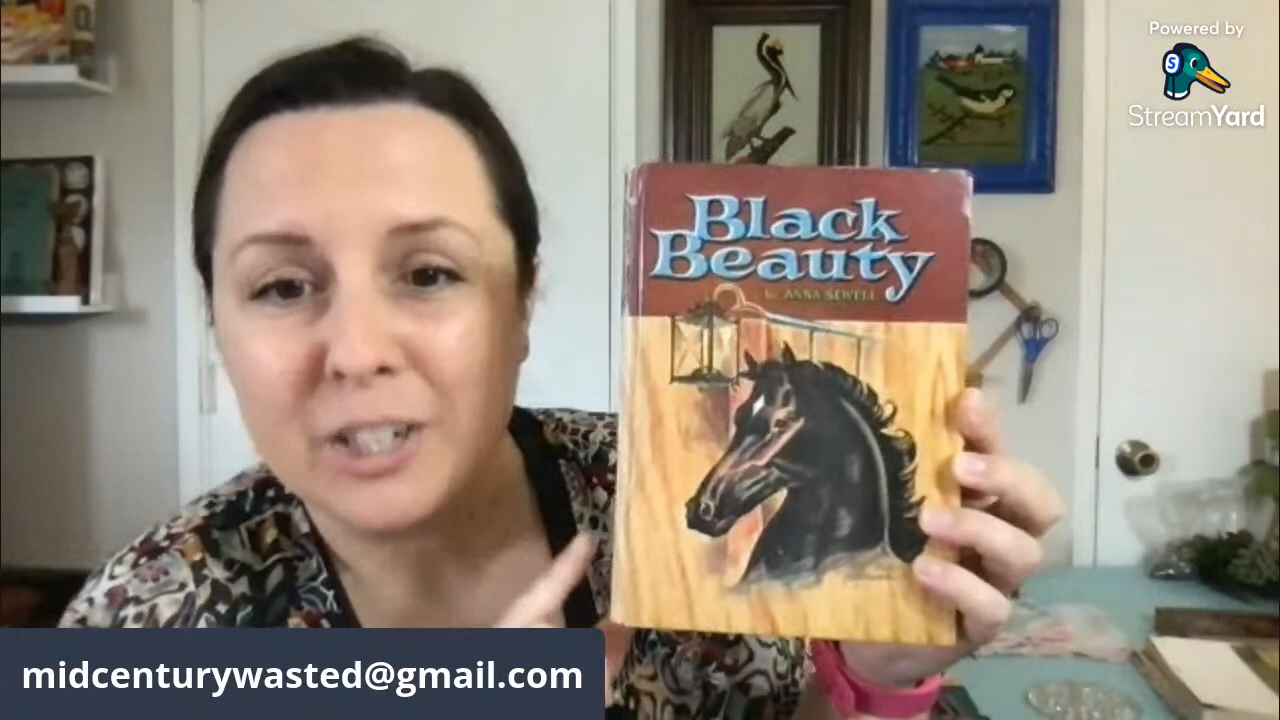 Powered by
S
StreamYard
Black
Beauty
by ANNA SEWELL
midcenturywasted@gmail.com